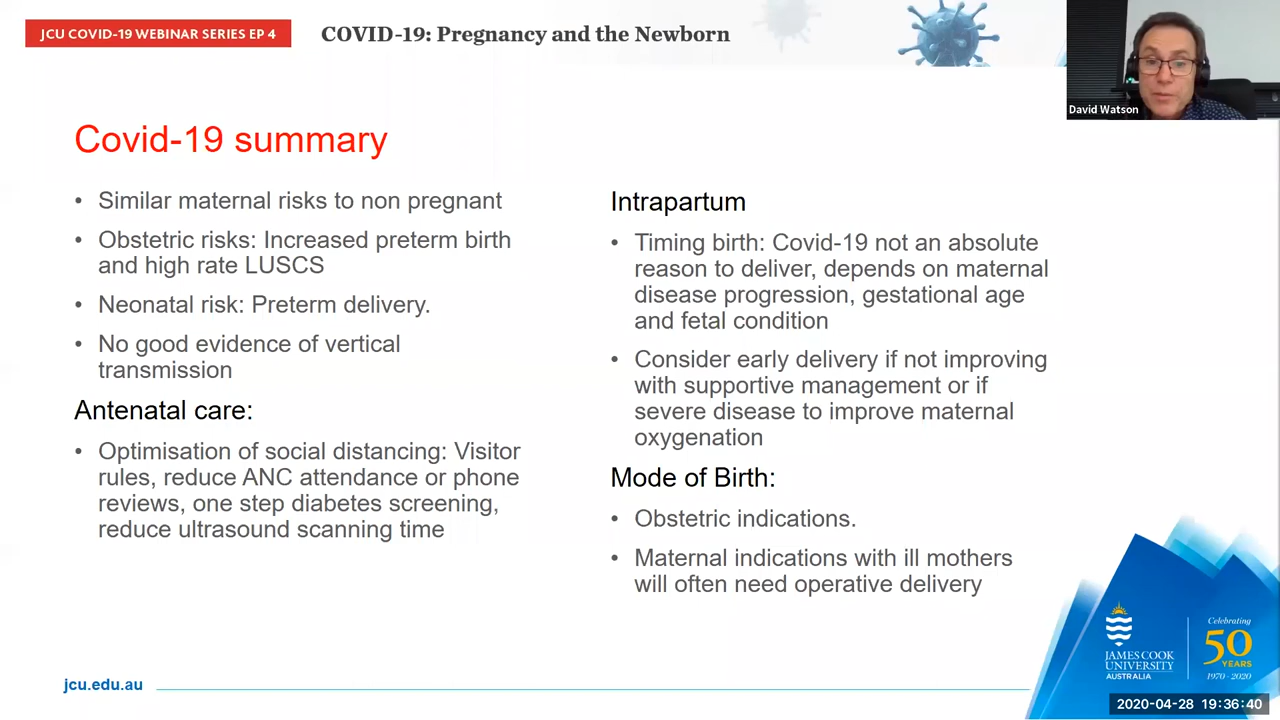 JCU COVID-19 WEBINAR SERIES EP 4
COVID-19: Pregnancy and the Newborn
David Watson
Covid-19 summary
• Similar maternal risks to non pregnant
• Obstetric risks: Increased preterm birth
and high rate LUSCS
• Neonatal risk: Preterm delivery.
• No good evidence of vertical
transmission
Antenatal care:
• Optimisation of social distancing: Visitor
rules, reduce ANC attendance or phone
reviews, one step diabetes screening,
reduce ultrasound scanning time
Intrapartum
• Timing birth: Covid-19 not an absolute
reason to deliver, depends on maternal
disease progression, gestational age
and fetal condition
• Consider early delivery if not improving
with supportive management or if
severe disease to improve maternal
oxygenation
Mode of Birth:
• Obstetric indications.
• Maternal indications with ill mothers
will often need operative delivery
JAMES COOK
UNIVERSITY
AUSTRALIA
Celebrating
50
YEARS
1970 - 2020
jcu.edu.au
2020-04-28 19:36:40